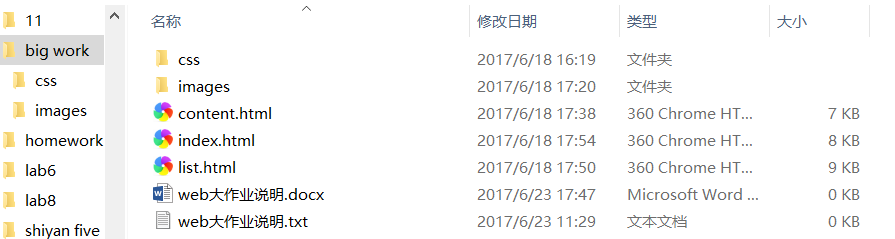 11
big work
css
images
homework
lab6
lab8
shiyan five
名称 修改日期 类型 大小
css 2017/6/18 16:19 文件夹
images 2017/6/18 17:20 文件夹
content.html 2017/6/18 17:38 360 Chrome HT... 7 KB
index.html 2017/6/18 17:54 360 Chrome HT... 8 KB
list.html 2017/6/18 17:50 360 Chrome HT... 9 KB
web大作业说明.docx 2017/6/23 17:47 Microsoft Word ... 0 KB
web大作业说明.txt 2017/6/23 11:29 文本文档 0 KB